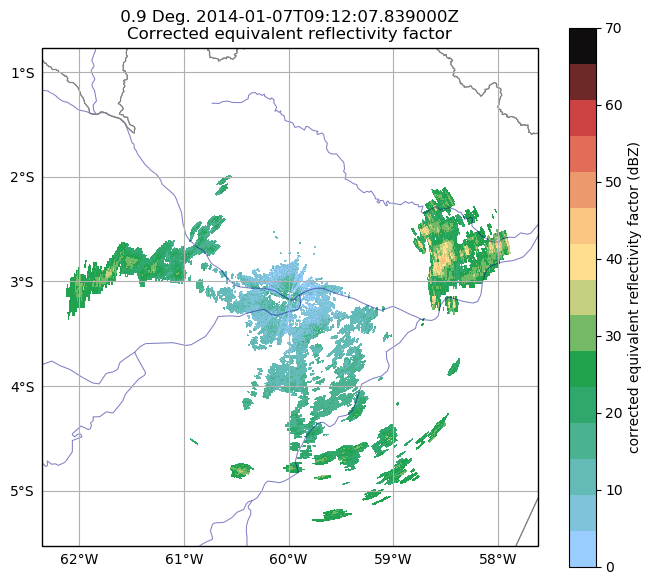 0.9 Deg. 2014-01-07T09:12:07.839000Z
Corrected equivalent reflectivity factor
1°S
2°S
3°S
4°S
5°S
62°W 61°W 60°W 59°W 58°W
70
60
50
40
30
20
10
0
corrected equivalent reflectivity factor (dBZ)